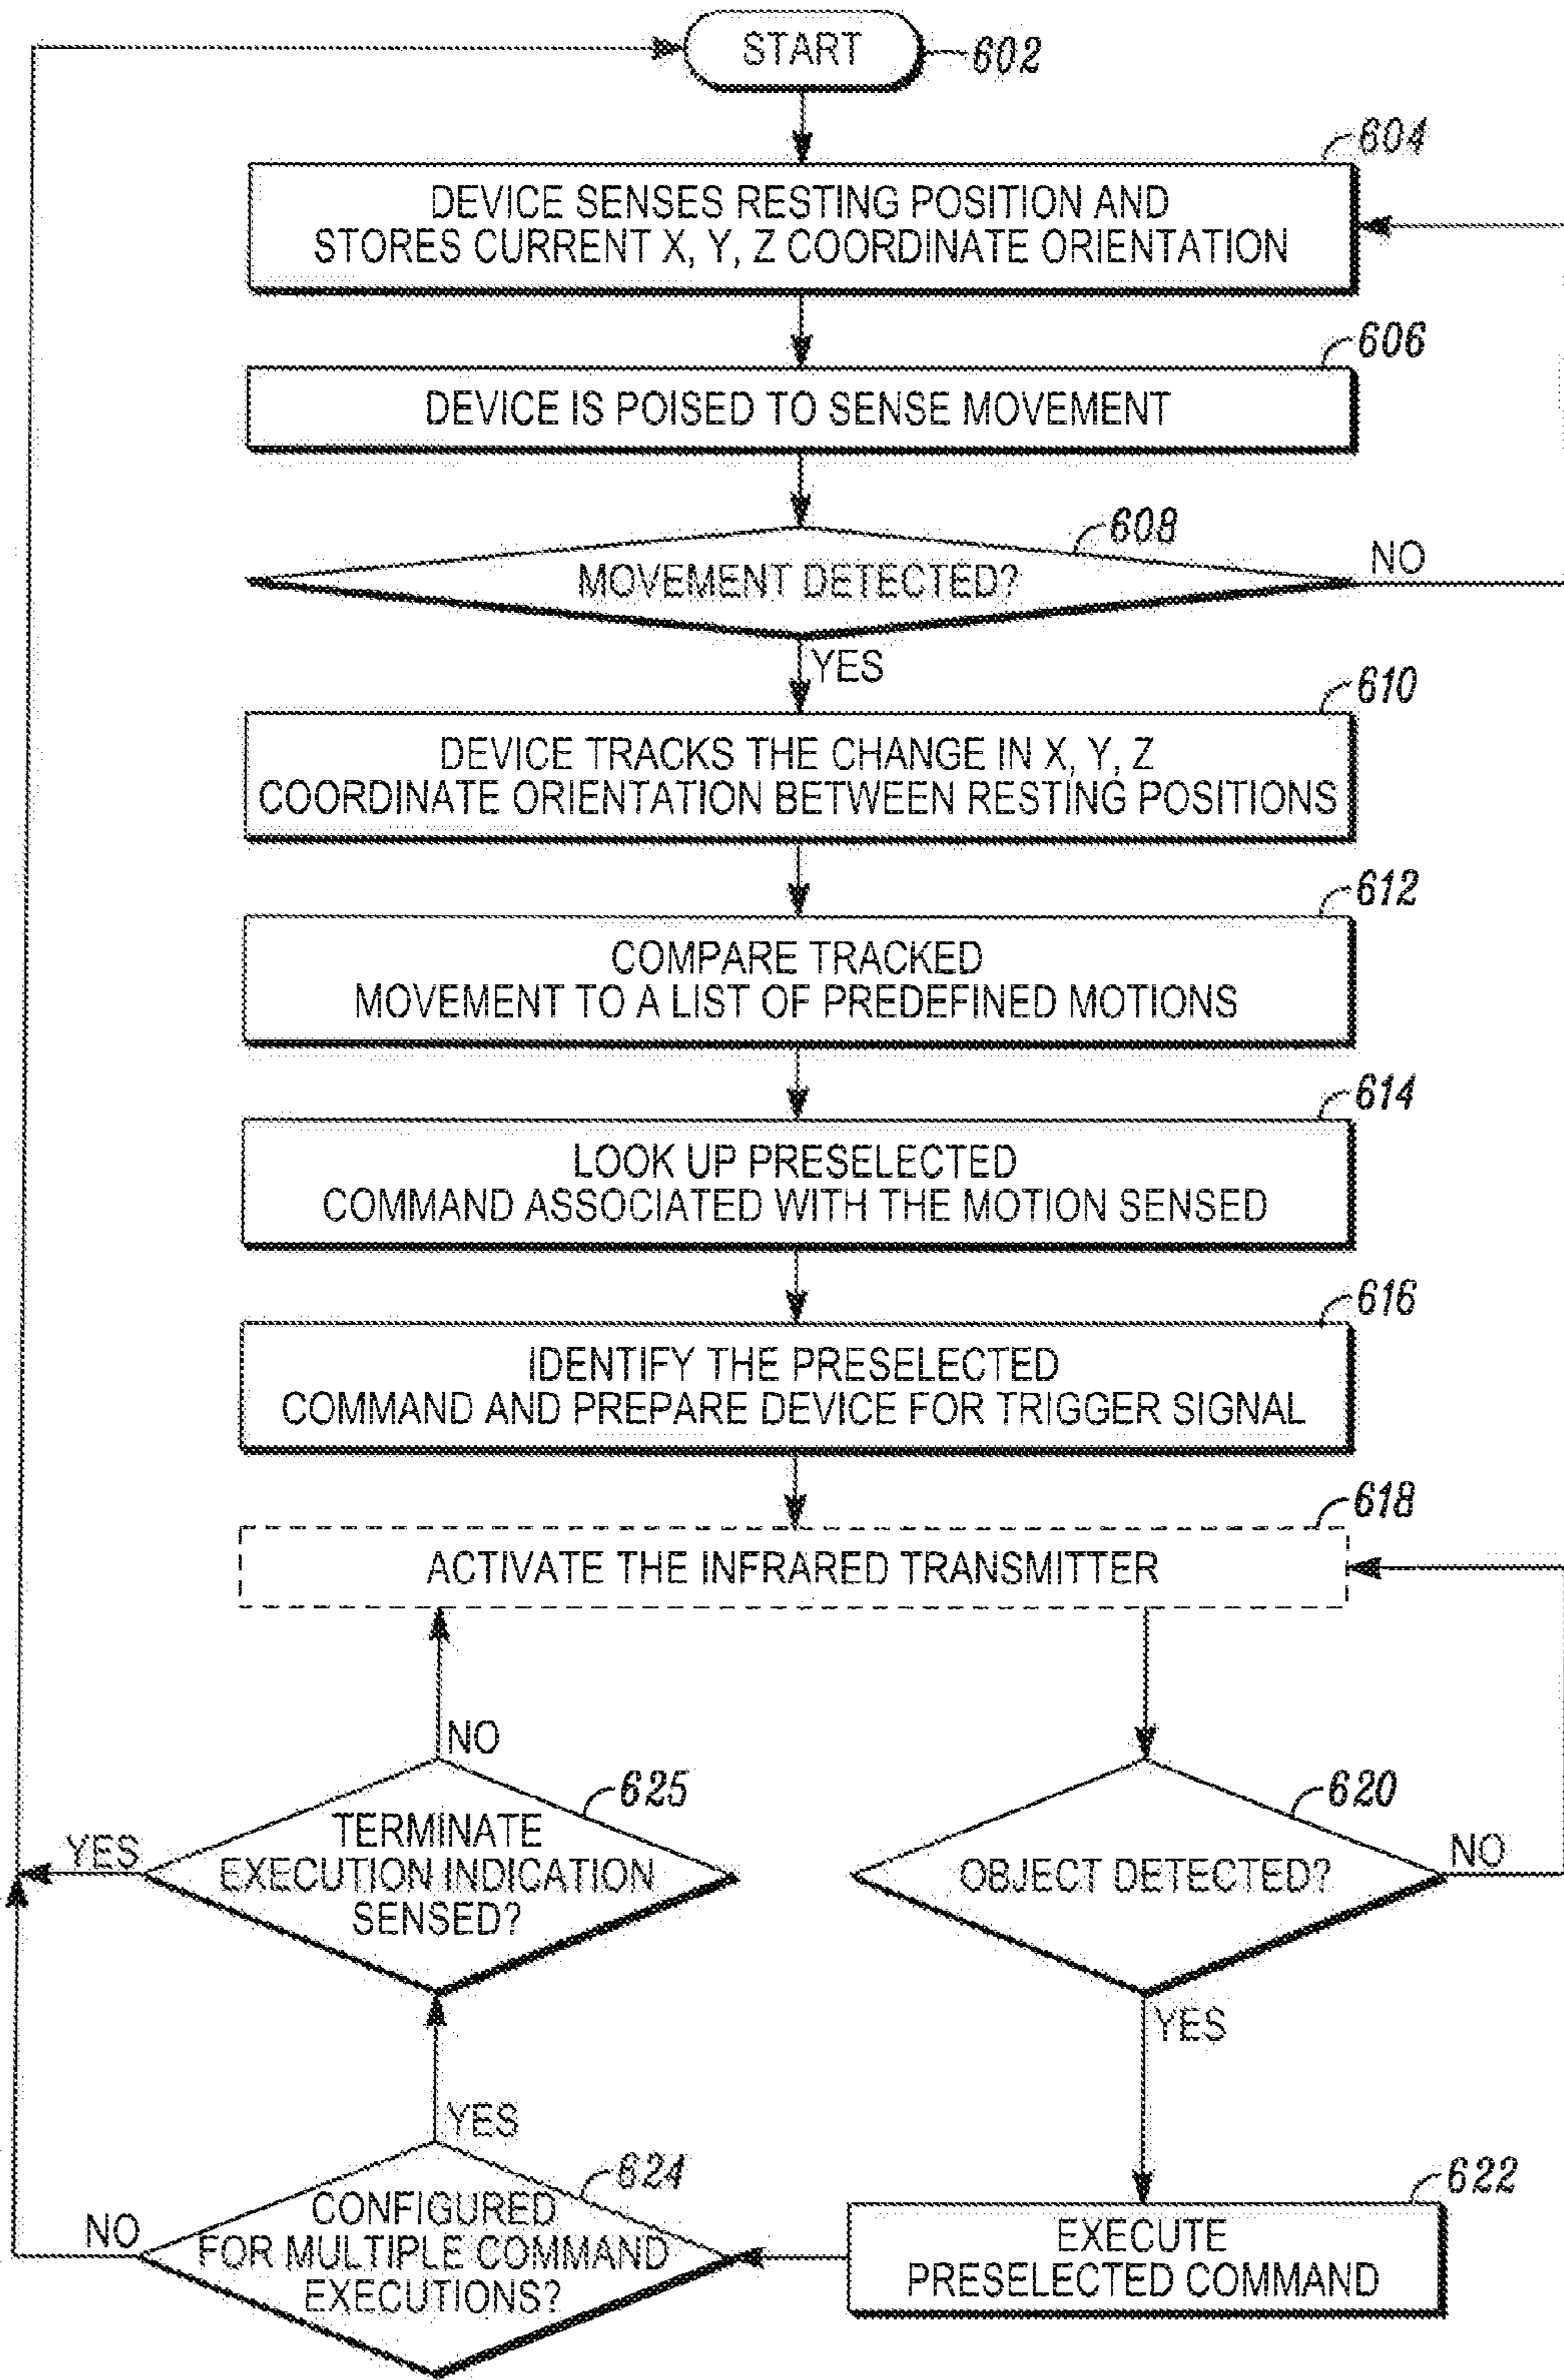 START
602
604
DEVICE SENSES RESTING POSITION AND
STORES CURRENT X, Y, Z COORDINATE ORIENTATION
606
DEVICE IS POISED TO SENSE MOVEMENT
608
MOVEMENT DETECTED?
NO
YES
610
DEVICE TRACKS THE CHANGE IN X, Y, Z
COORDINATE ORIENTATION BETWEEN RESTING POSITIONS
612
COMPARE TRACKED
MOVEMENT TO A LIST OF PREDEFINED MOTIONS
614
LOOK UP PRESELECTED
COMMAND ASSOCIATED WITH THE MOTION SENSED
616
IDENTIFY THE PRESELECTED
COMMAND AND PREPARE DEVICE FOR TRIGGER SIGNAL
618
ACTIVATE THE INFRARED TRANSMITTER
NO
625
TERMINATE
EXECUTION INDICATION
SENSED?
YES
620
OBJECT DETECTED?
NO
YES
YES
624
CONFIGURED
FOR MULTIPLE COMMAND
EXECUTIONS?
NO
622
EXECUTE
PRESELECTED COMMAND